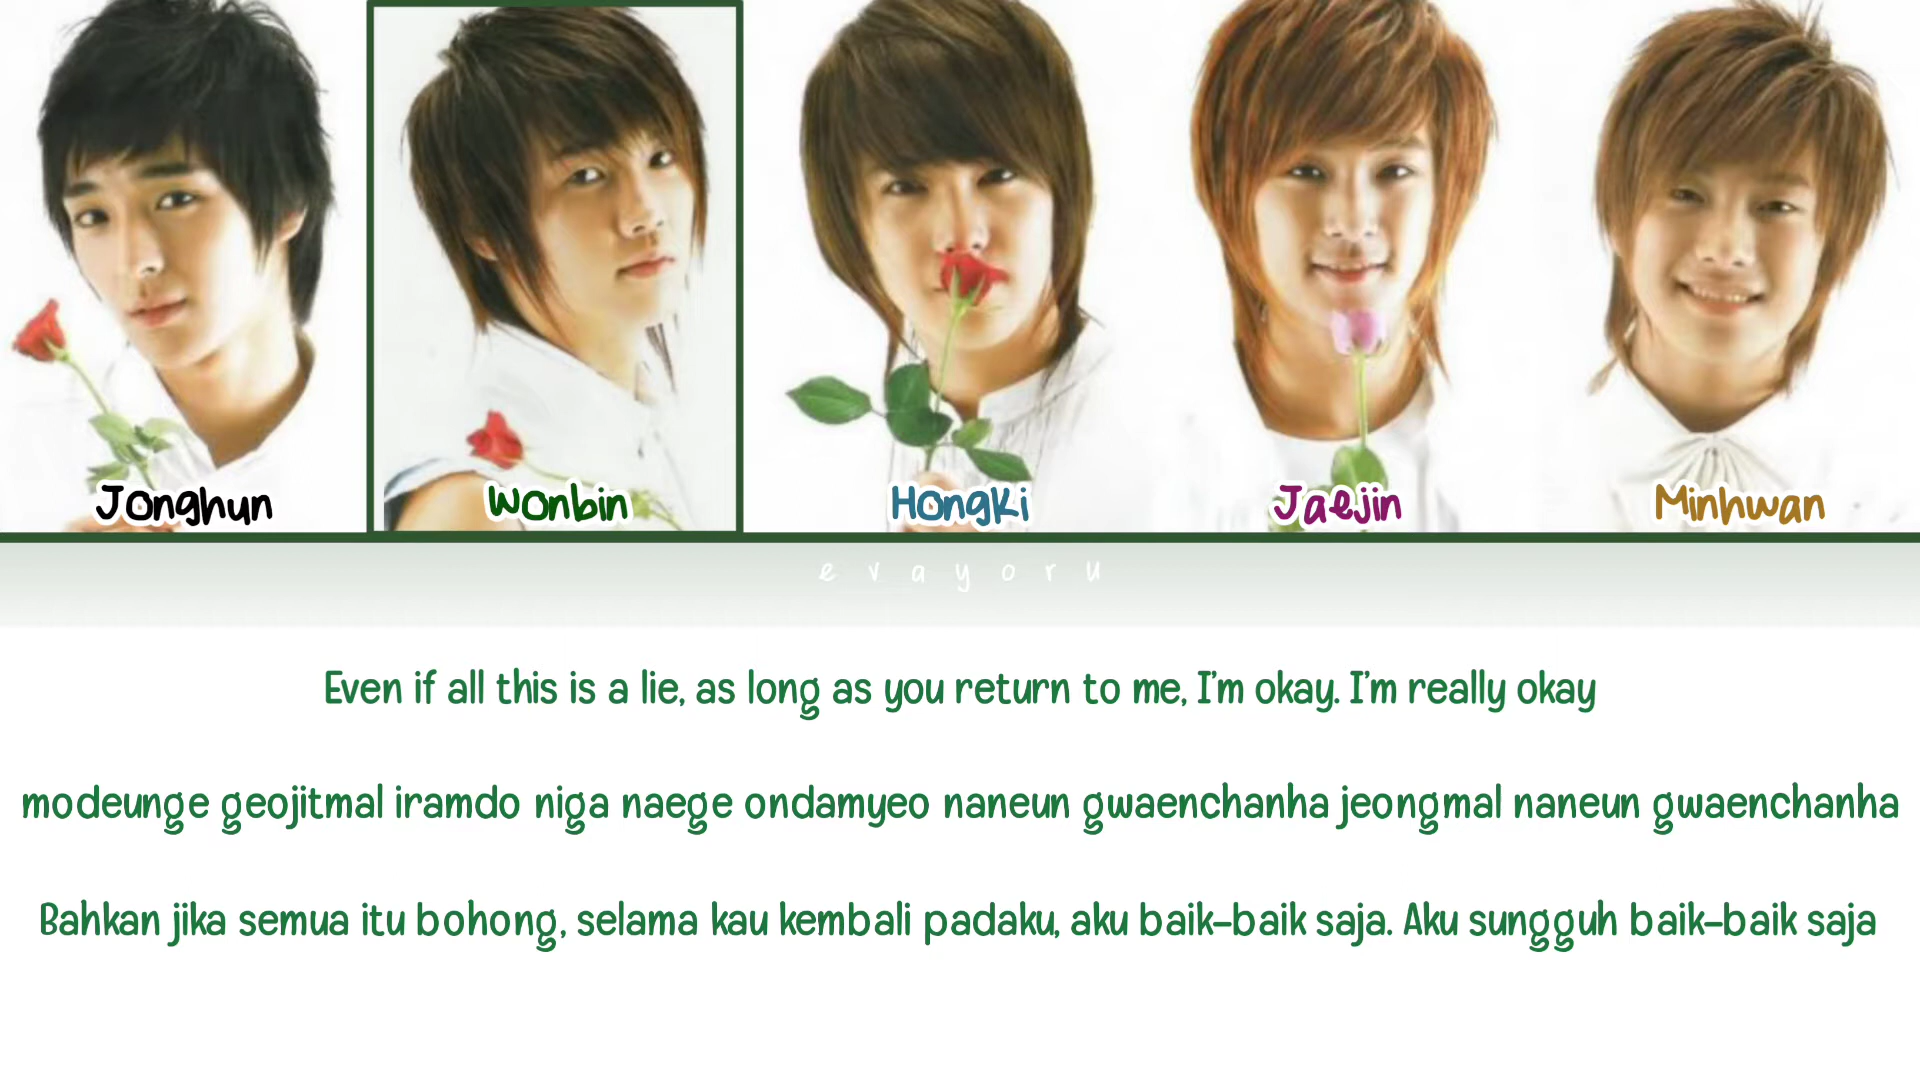 Jonghun
Wonbin
HongKi
Jaejin
Minhwan
evayoru
Even if all this is a lie, as long as you return to me, I'm okay. I'm really okay
modeunge geojitmal iramdo niga naege ondamyeo naneun gwaenchanha jeongmal naneun gwaenchanha
Bahkan jika semua itu bohong, selama kau kembali padaku, aku baik-baik saja. Aku sungguh baik-baik saja